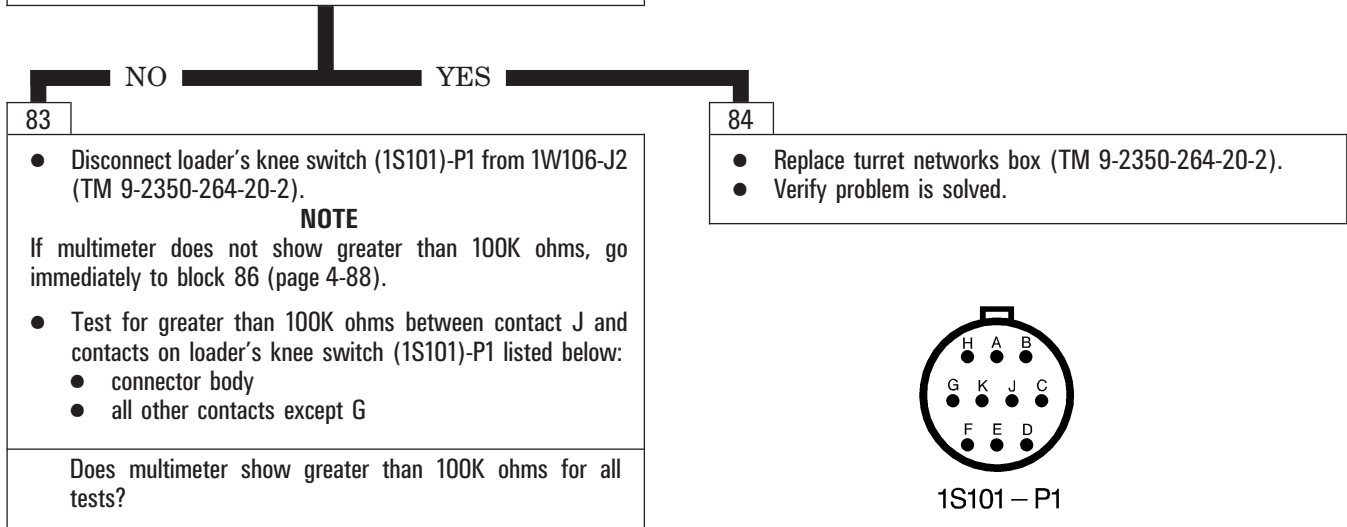 NO
YES
83
● Disconnect loader's knee switch (1S101)-P1 from 1W106-J2
(TM 9-2350-264-20-2).
NOTE
If multimeter does not show greater than 100K ohms, go
immediately to block 86 (page 4-88).
● Test for greater than 100K ohms between contact J and
contacts on loader's knee switch (1S101)-P1 listed below:
● connector body
● all other contacts except G
Does multimeter show greater than 100K ohms for all
tests?
84
● Replace turret networks box (TM 9-2350-264-20-2).
● Verify problem is solved.
H A B
G K J C
F E D
1S101 – P1